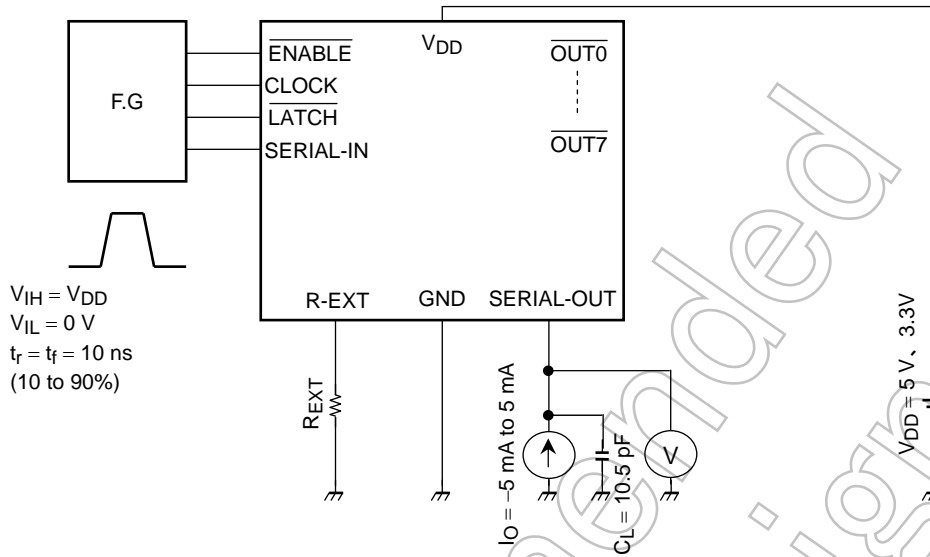 ENABLE
CLOCK
LATCH
SERIAL-IN
F.G
VDD
OUT0
OUT7
VIH = VDD
VIL = 0 V
tr = tf = 10 ns
(10 to 90%)
R-EXT
GND
SERIAL-OUT
REXT
IO = −5 mA to 5 mA
CL = 10.5 pF
V
VDD = 5 V、3.3V
ended
sign